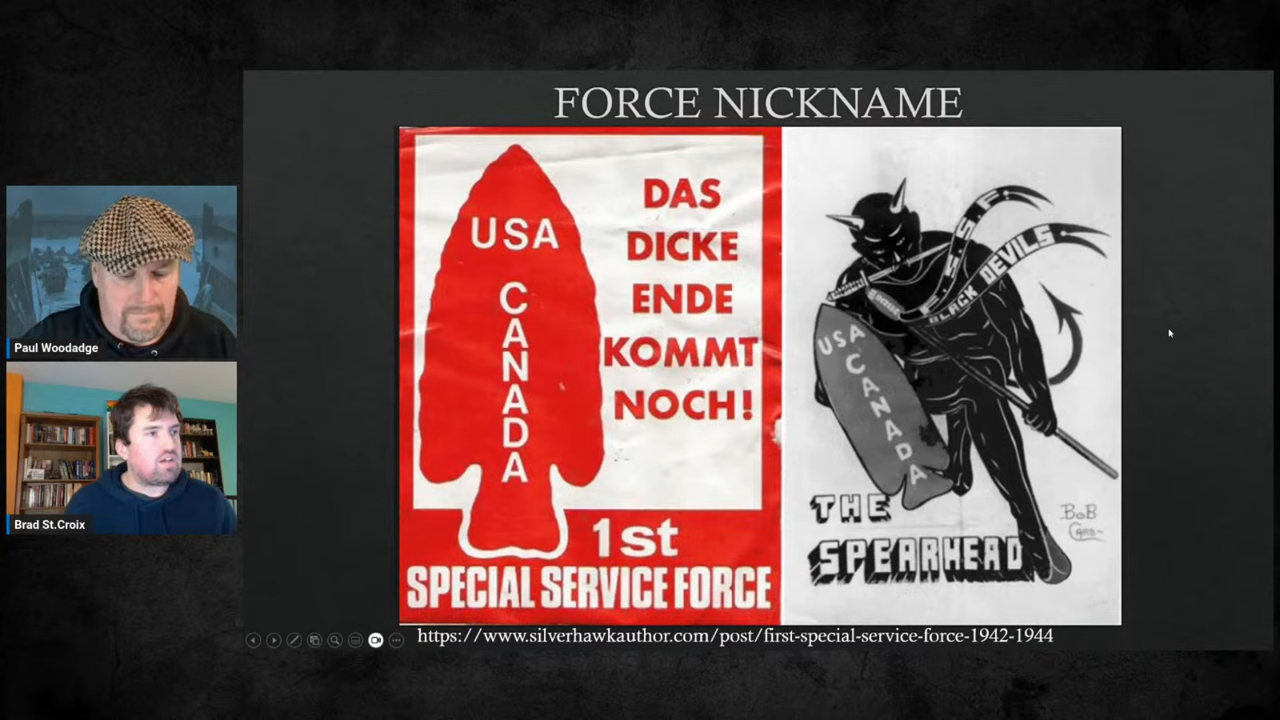 FORCE NICKNAME
USA
CANADA
DAS
DICKE
ENDE
KOMMT
NOCH!
1st
SPECIAL SERVICE FORCE
F.S.S.F.
BLACK DEVILS
USA
CANADA
THE
SPEARHEAD
BOB
Paul Woodadge
Brad St.Croix
https://www.silverhawkauthor.com/post/first-special-service-force-1942-1944